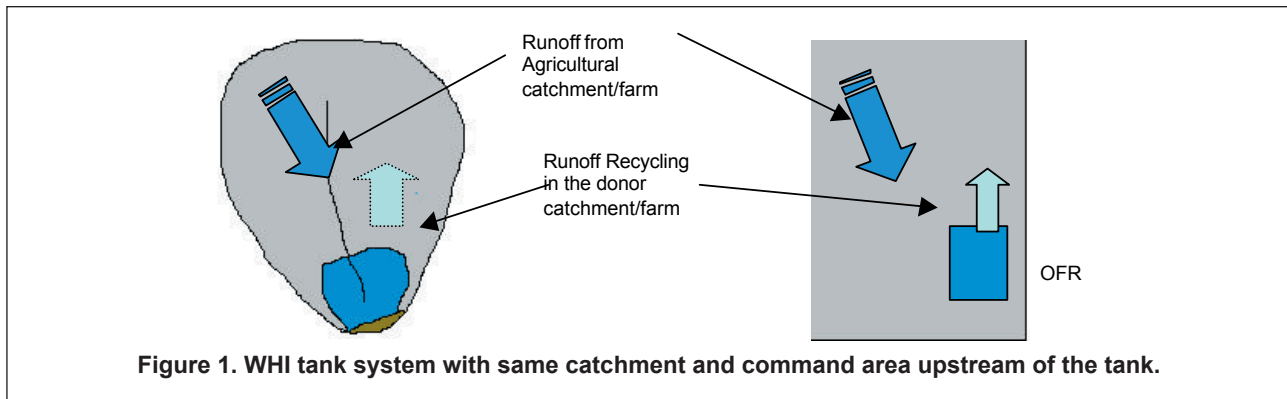 Runoff from
Agricultural
catchment/farm
Runoff Recycling
in the donor
catchment/farm
OFR
Figure 1. WHI tank system with same catchment and command area upstream of the tank.